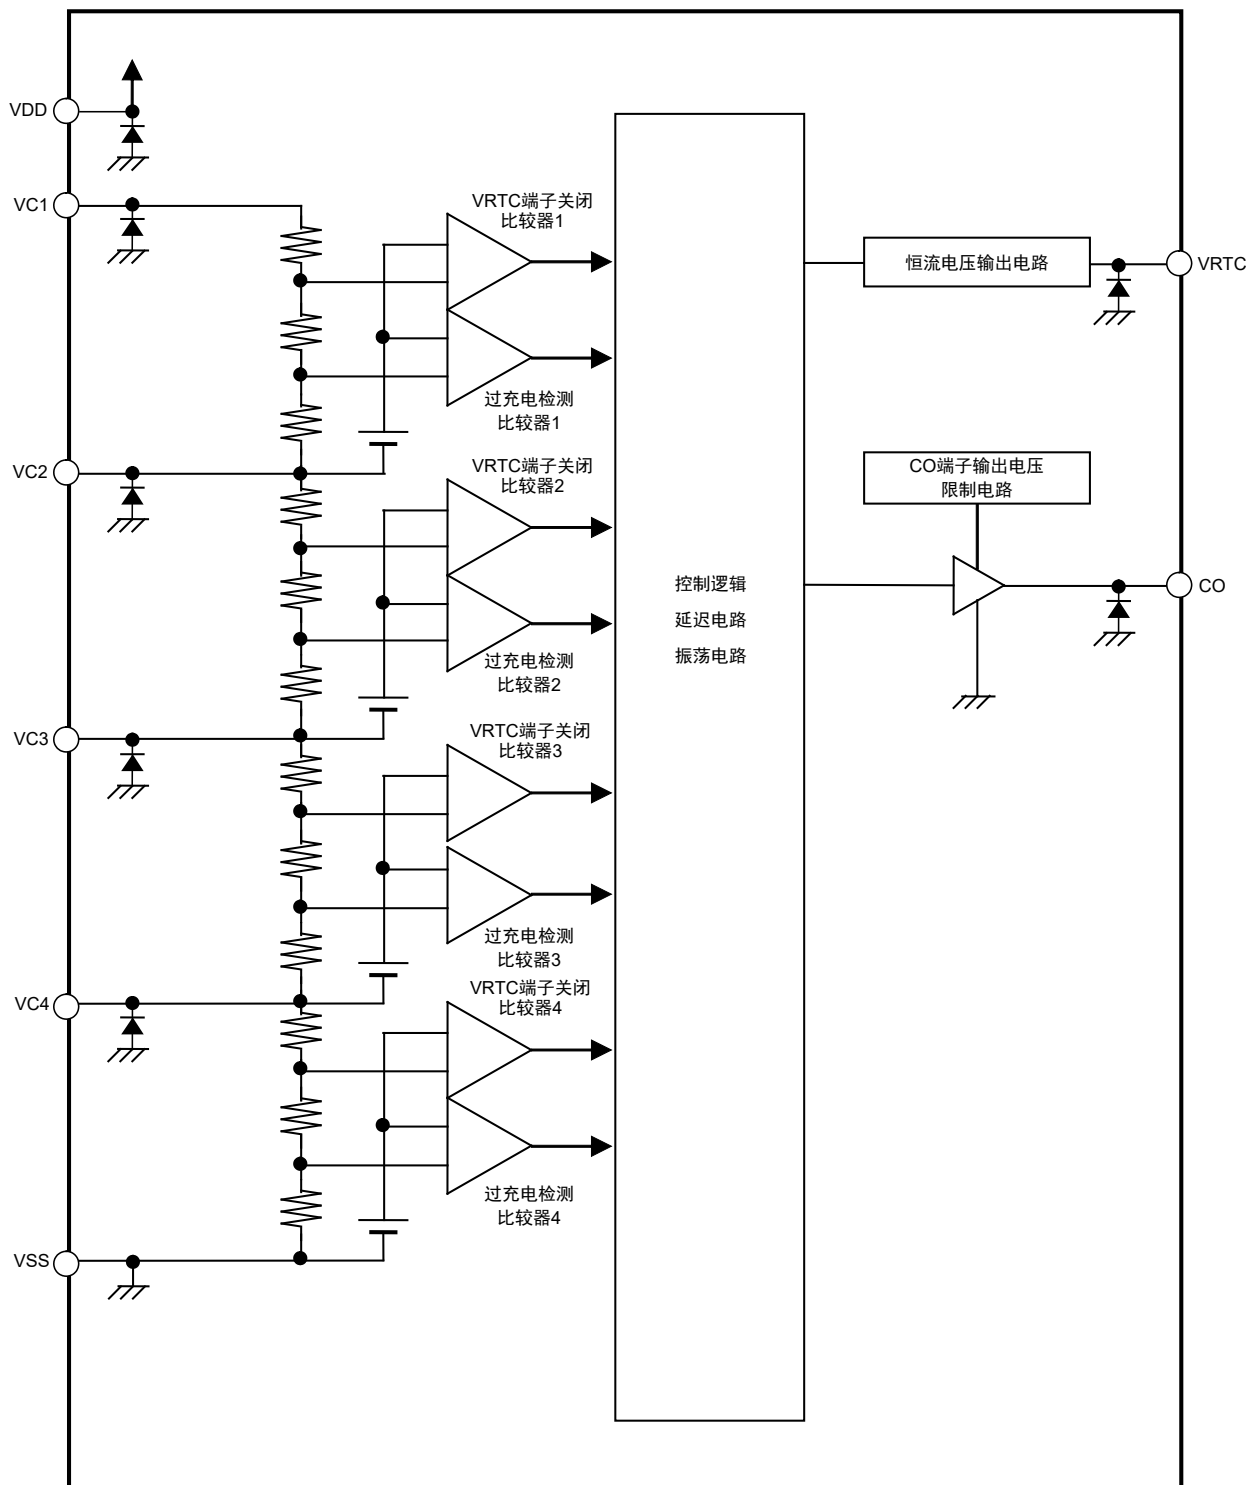 VDD
VC1
VRTC端子关闭
比较器1
恒流电压输出电路
VRTC
过充电检测
比较器1
VC2
VRTC端子关闭
比较器2
CO端子输出电压
限制电路
控制逻辑
延迟电路
振荡电路
CO
过充电检测
比较器2
VC3
VRTC端子关闭
比较器3
过充电检测
比较器3
VC4
VRTC端子关闭
比较器4
过充电检测
比较器4
VSS